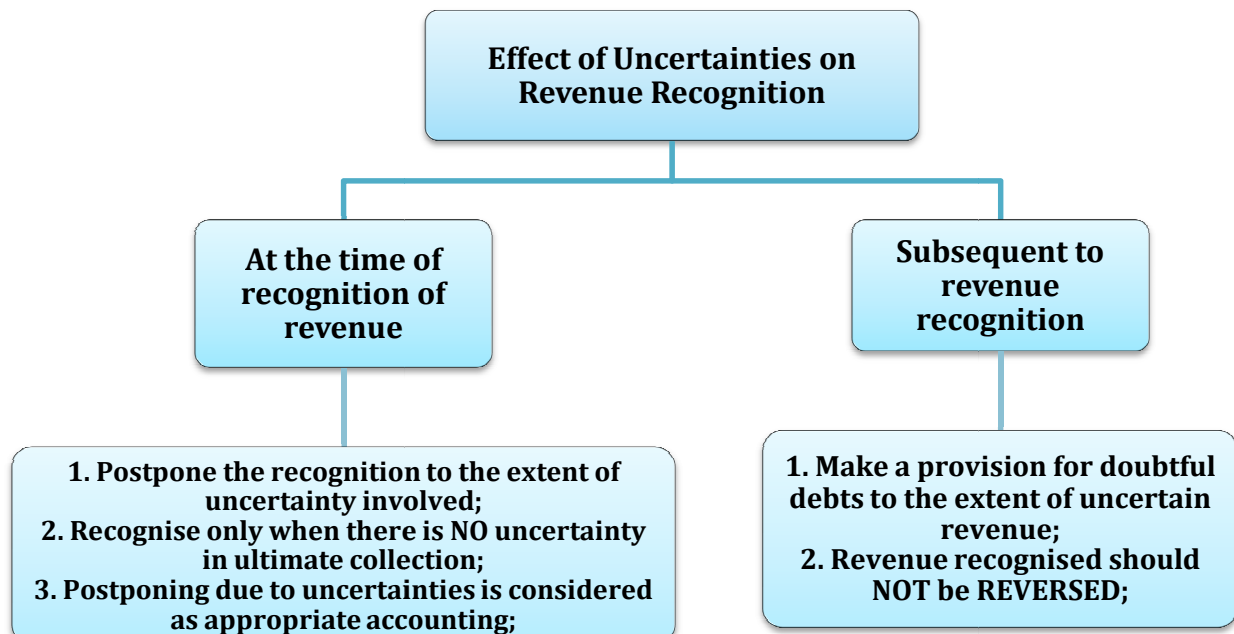 Effect of Uncertainties on
Revenue Recognition
At the time of
recognition of
revenue
Subsequent to
revenue
recognition
1. Postpone the recognition to the extent of
uncertainty involved;
2. Recognise only when there is NO uncertainty
in ultimate collection;
3. Postponing due to uncertainties is considered
as appropriate accounting;
1. Make a provision for doubtful
debts to the extent of uncertain
revenue;
2. Revenue recognised should
NOT be REVERSED;